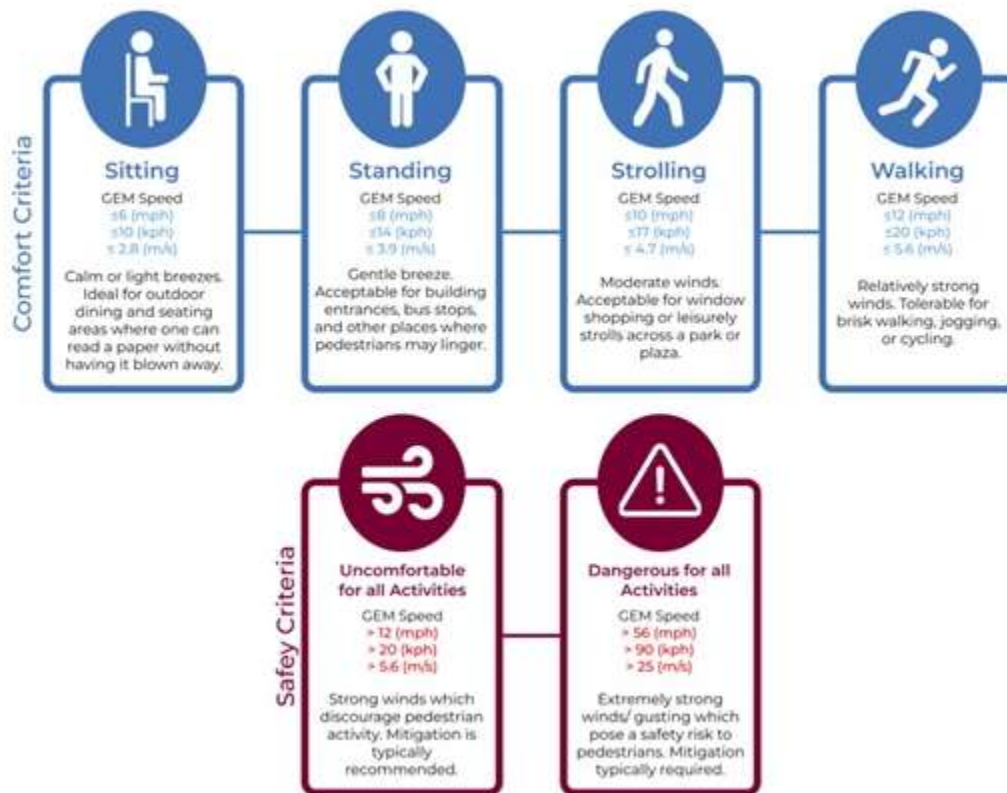 Comfort Criteria
Sitting
GEM Speed
≤6 (mph)
≤10 (kph)
≤ 2.8 (m/s)
Calm or light breezes.
Ideal for outdoor
dining and seating
areas where one can
read a paper without
having it blown away.
Standing
GEM Speed
≤8 (mph)
≤14 (kph)
≤ 3.9 (m/s)
Gentle breeze.
Acceptable for building
entrances, bus stops,
and other places where
pedestrians may linger.
Strolling
GEM Speed
≤10 (mph)
≤17 (kph)
≤ 4.7 (m/s)
Moderate winds.
Acceptable for window
shopping or leisurely
strolls across a park or
plaza.
Walking
GEM Speed
≤12 (mph)
≤20 (kph)
≤ 5.6 (m/s)
Relatively strong
winds. Tolerable for
brisk walking, jogging,
or cycling.
Safey Criteria
Uncomfortable
for all Activities
GEM Speed
> 12 (mph)
> 20 (kph)
> 5.6 (m/s)
Strong winds which
discourage pedestrian
activity. Mitigation is
typically
recommended.
Dangerous for all
Activities
GEM Speed
> 56 (mph)
> 90 (kph)
> 25 (m/s)
Extremely strong
winds/ gusting which
pose a safety risk to
pedestrians. Mitigation
typically required.